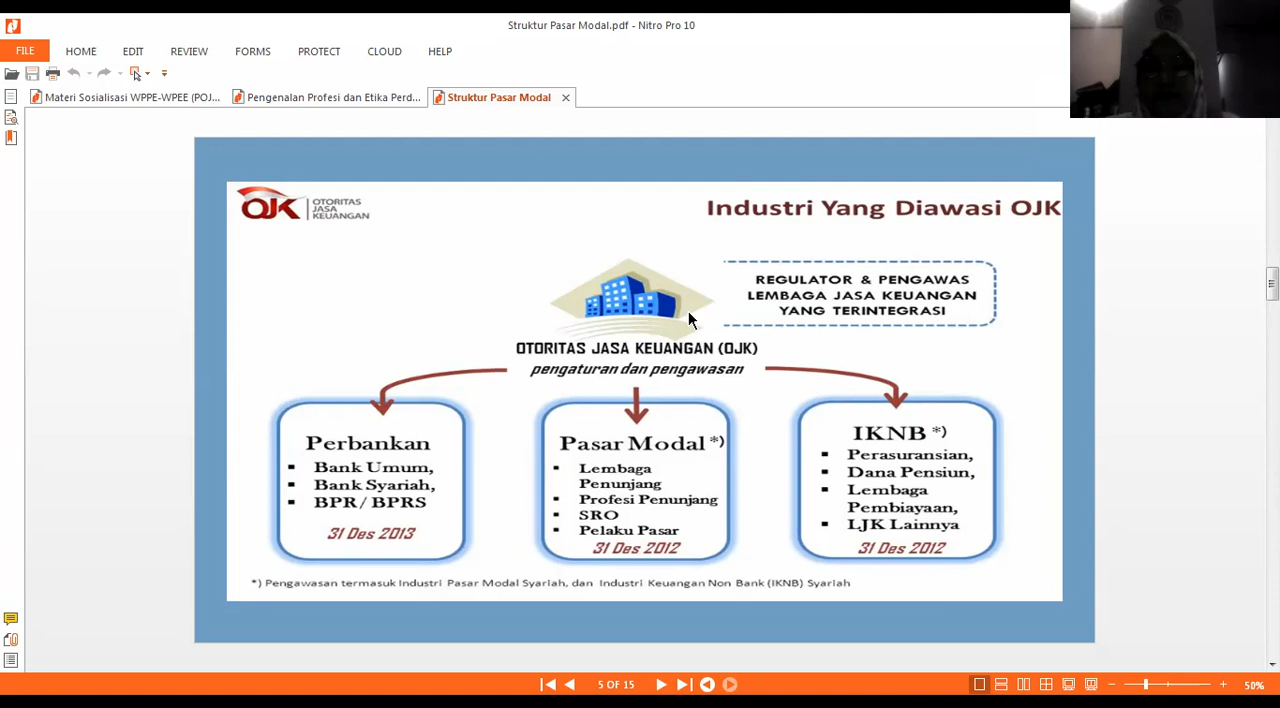 Struktur Pasar Modal.pdf - Nitro Pro 10
FILE HOME EDIT REVIEW FORMS PROTECT CLOUD HELP
Materi Sosialisasi WPPE-WPEE (POJ... Pengenalan Profesi dan Etika Perd... Struktur Pasar Modal
OJK OTORITAS
JASA
KEUANGAN
Industri Yang Diawasi OJK
REGULATOR & PENGAWAS
LEMBAGA JASA KEUANGAN
YANG TERINTEGRASI
OTORITAS JASA KEUANGAN (OJK)
pengaturan dan pengawasan
Perbankan
▪ Bank Umum,
▪ Bank Syariah,
▪ BPR / BPRS
31 Des 2013
Pasar Modal *)
▪ Lembaga
Penunjang
▪ Profesi Penunjang
▪ SRO
▪ Pelaku Pasar
31 Des 2012
IKNB *)
▪ Perasuransian,
▪ Dana Pensiun,
▪ Lembaga
Pembiayaan,
▪ LJK Lainnya
31 Des 2012
*) Pengawasan termasuk Industri Pasar Modal Syariah, dan Industri Keuangan Non Bank (IKNB) Syariah
5 OF 15
50%